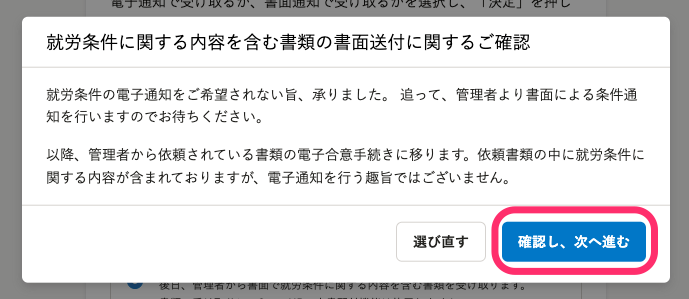 電子通知で受け取るか、書面通知で受け取るかを選択し、「決定」を押し
就労条件に関する内容を含む書類の書面送付に関するご確認
就労条件の電子通知をご希望されない旨、承りました。 追って、管理者より書面による条件通
知を行いますのでお待ちください。
以降、管理者から依頼されている書類の電子合意手続きに移ります。依頼書類の中に就労条件に
関する内容が含まれておりますが、電子通知を行う趣旨ではございません。
選び直す
確認し、次へ進む
後日、管理者から書面で就労条件に関する内容を含む書類を受け取ります。